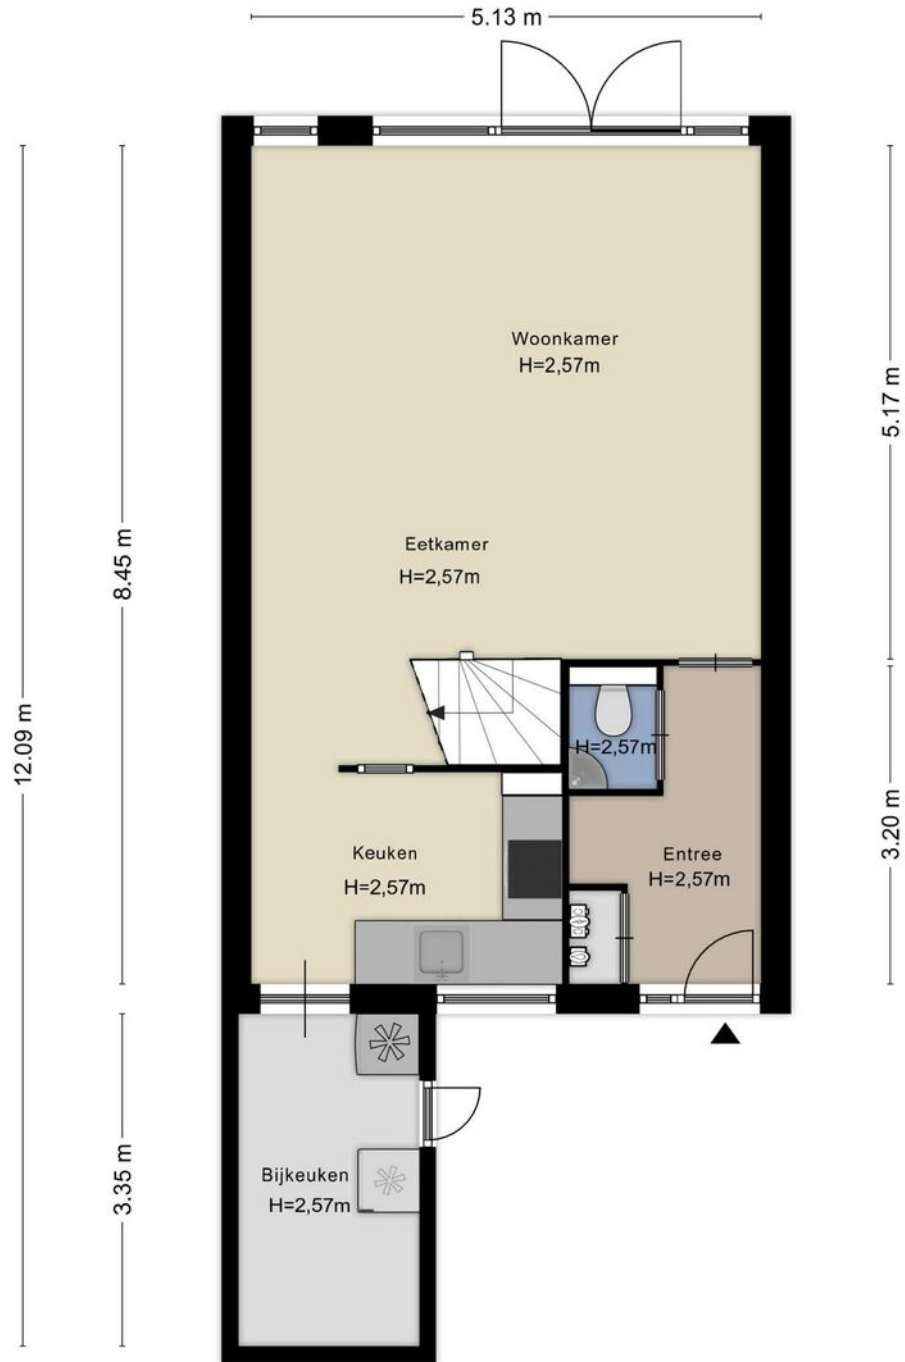 5.13 m
Woonkamer
H=2,57m
5.17 m
Eetkamer
H=2,57m
8.45 m
12.09 m
H=2,57m
3.20 m
Keuken
H=2,57m
Entree
H=2,57m
Bijkeuken
H=2,57m
3.35 m